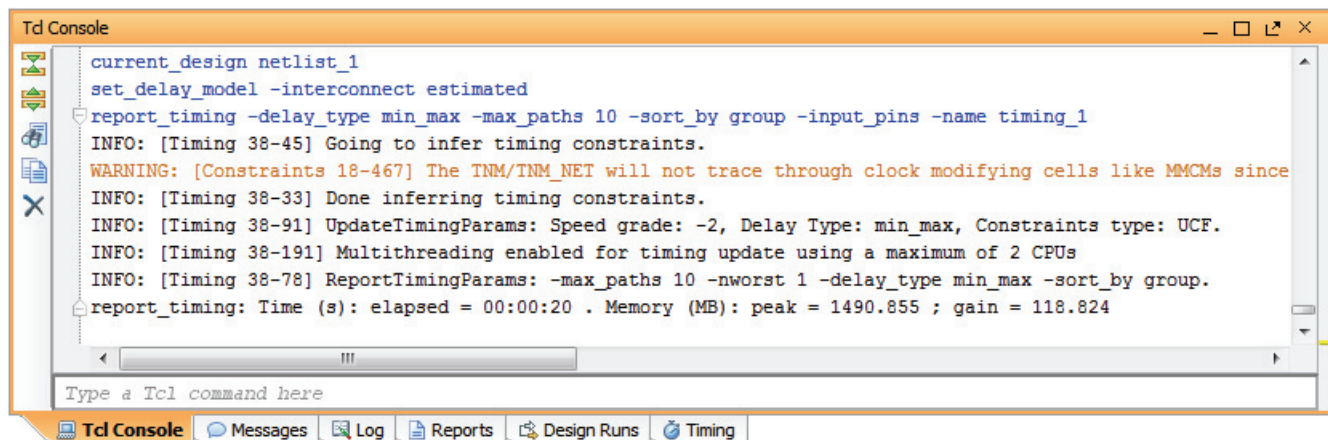 Tcl Console
current_design netlist_1
set_delay_model -interconnect estimated
report_timing -delay_type min_max -max_paths 10 -sort_by group -input_pins -name timing_1
INFO: [Timing 38-45] Going to infer timing constraints.
WARNING: [Constraints 18-467] The TNM/TNM_NET will not trace through clock modifying cells like MMCMs since
INFO: [Timing 38-33] Done inferring timing constraints.
INFO: [Timing 38-91] UpdateTimingParams: Speed grade: -2, Delay Type: min_max, Constraints type: UCF.
INFO: [Timing 38-191] Multithreading enabled for timing update using a maximum of 2 CPUs
INFO: [Timing 38-78] ReportTimingParams: -max_paths 10 -nworst 1 -delay_type min_max -sort_by group.
report_timing: Time (s): elapsed = 00:00:20 . Memory (MB): peak = 1490.855 ; gain = 118.824
Type a Tcl command here
Tcl Console Messages Log Reports Design Runs Timing